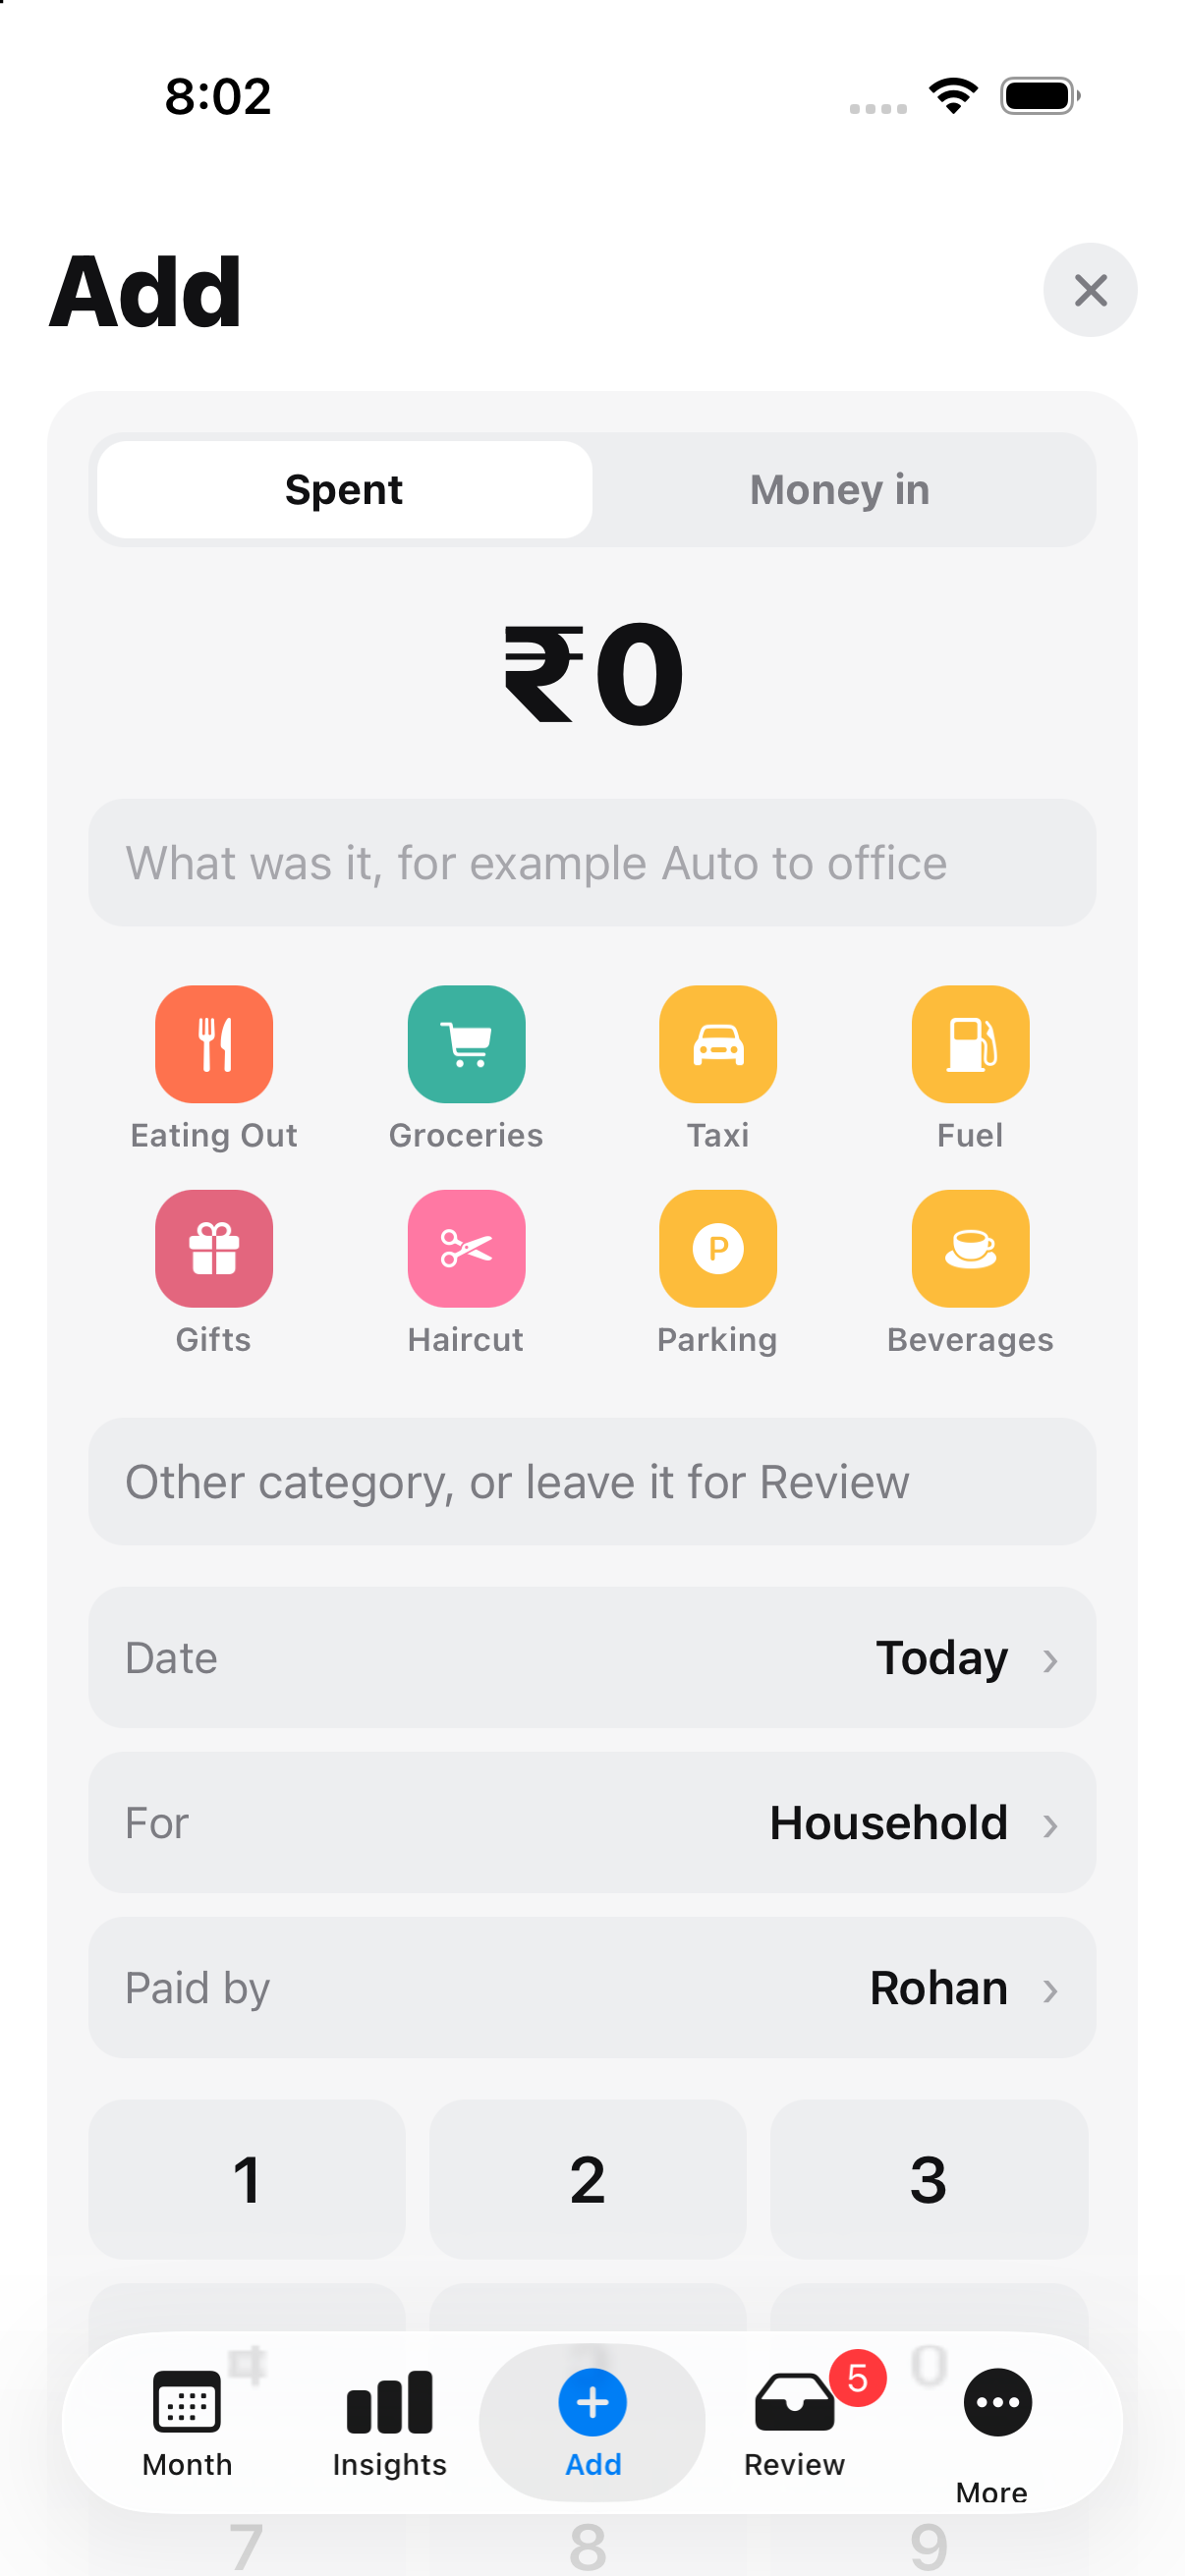 8:02
Add
Spent
Money in
₹0
What was it, for example Auto to office
Eating Out
Groceries
Taxi
Fuel
Gifts
Haircut
P
Parking
Beverages
Other category, or leave it for Review
Date
Today
For
Household
Paid by
Rohan
1
2
3
5
Month
Insights
Add
Review
More
7
8
9